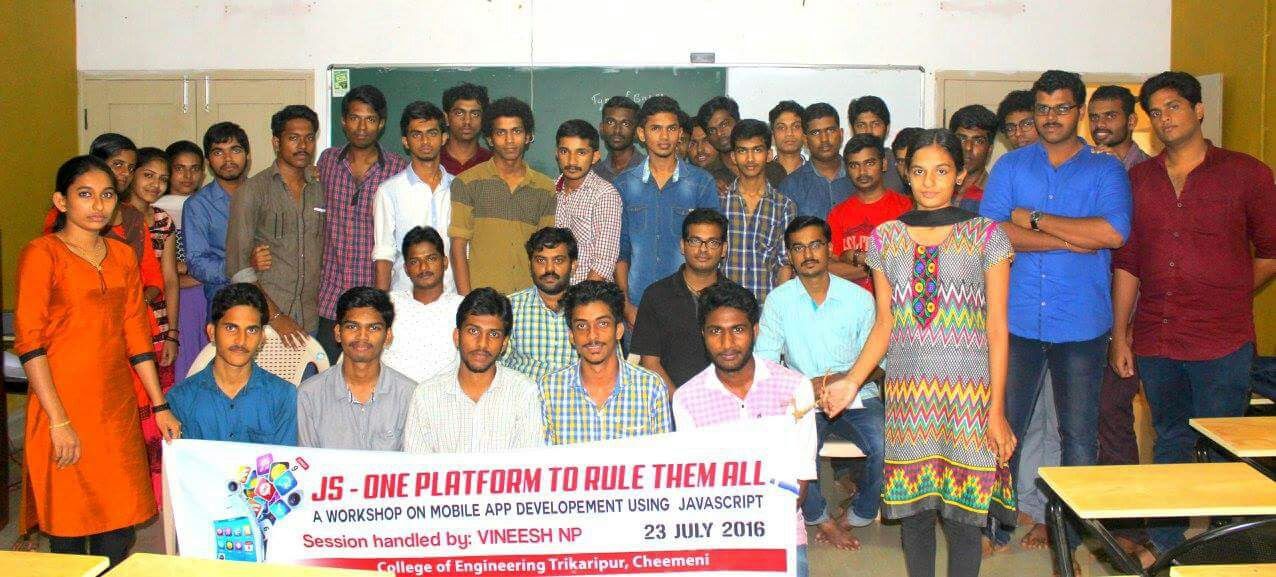 JS - ONE PLATFORM TO RULE THEM ALL
A WORKSHOP ON MOBILE APP DEVELOPEMENT USING JAVASCRIPT
Session handled by: VINEESH NP 23 JULY 2016
College of Engineering Trikaripur, Cheemeni